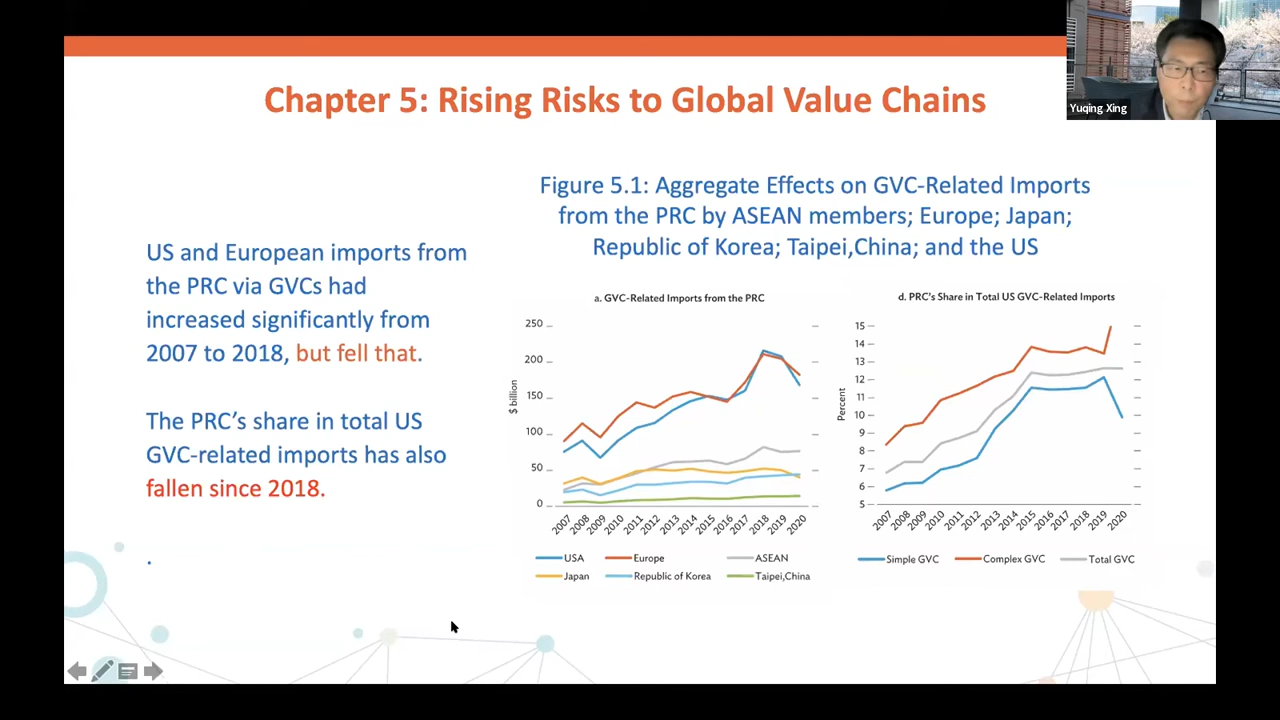 Chapter 5: Rising Risks to Global Value Chains
Yuqing Xing
Figure 5.1: Aggregate Effects on GVC-Related Imports
from the PRC by ASEAN members; Europe; Japan;
Republic of Korea; Taipei,China; and the US
US and European imports from
the PRC via GVCs had
increased significantly from
2007 to 2018, but fell that.
The PRC’s share in total US
GVC-related imports has also
fallen since 2018.
.
a. GVC-Related Imports from the PRC
$ billion
250
200
150
100
50
0
2007 2008 2009 2010 2011 2012 2013 2014 2015 2016 2017 2018 2019 2020
USA Europe ASEAN
Japan Republic of Korea Taipei,China
d. PRC’s Share in Total US GVC-Related Imports
Percent
15
14
13
12
11
10
9
8
7
6
5
2007 2008 2009 2010 2011 2012 2013 2014 2015 2016 2017 2018 2019 2020
Simple GVC Complex GVC Total GVC